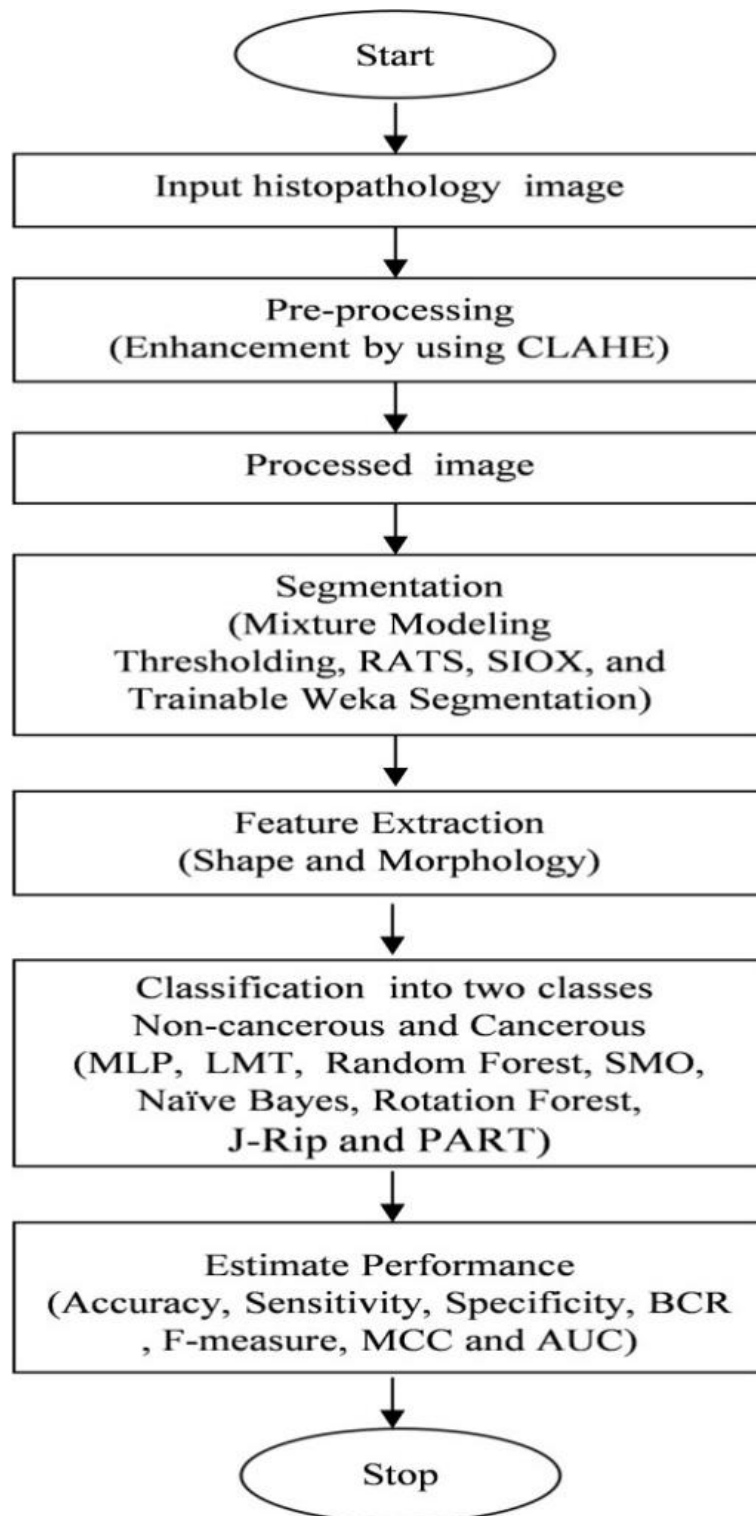 Start
Input histopathology image
Pre-processing
(Enhancement by using CLAHE)
Processed image
Segmentation
(Mixture Modeling
Thresholding, RATS, SIOX, and
Trainable Weka Segmentation)
Feature Extraction
(Shape and Morphology)
Classification into two classes
Non-cancerous and Cancerous
(MLP, LMT, Random Forest, SMO,
Naïve Bayes, Rotation Forest,
J-Rip and PART)
Estimate Performance
(Accuracy, Sensitivity, Specificity, BCR
, F-measure, MCC and AUC)
Stop